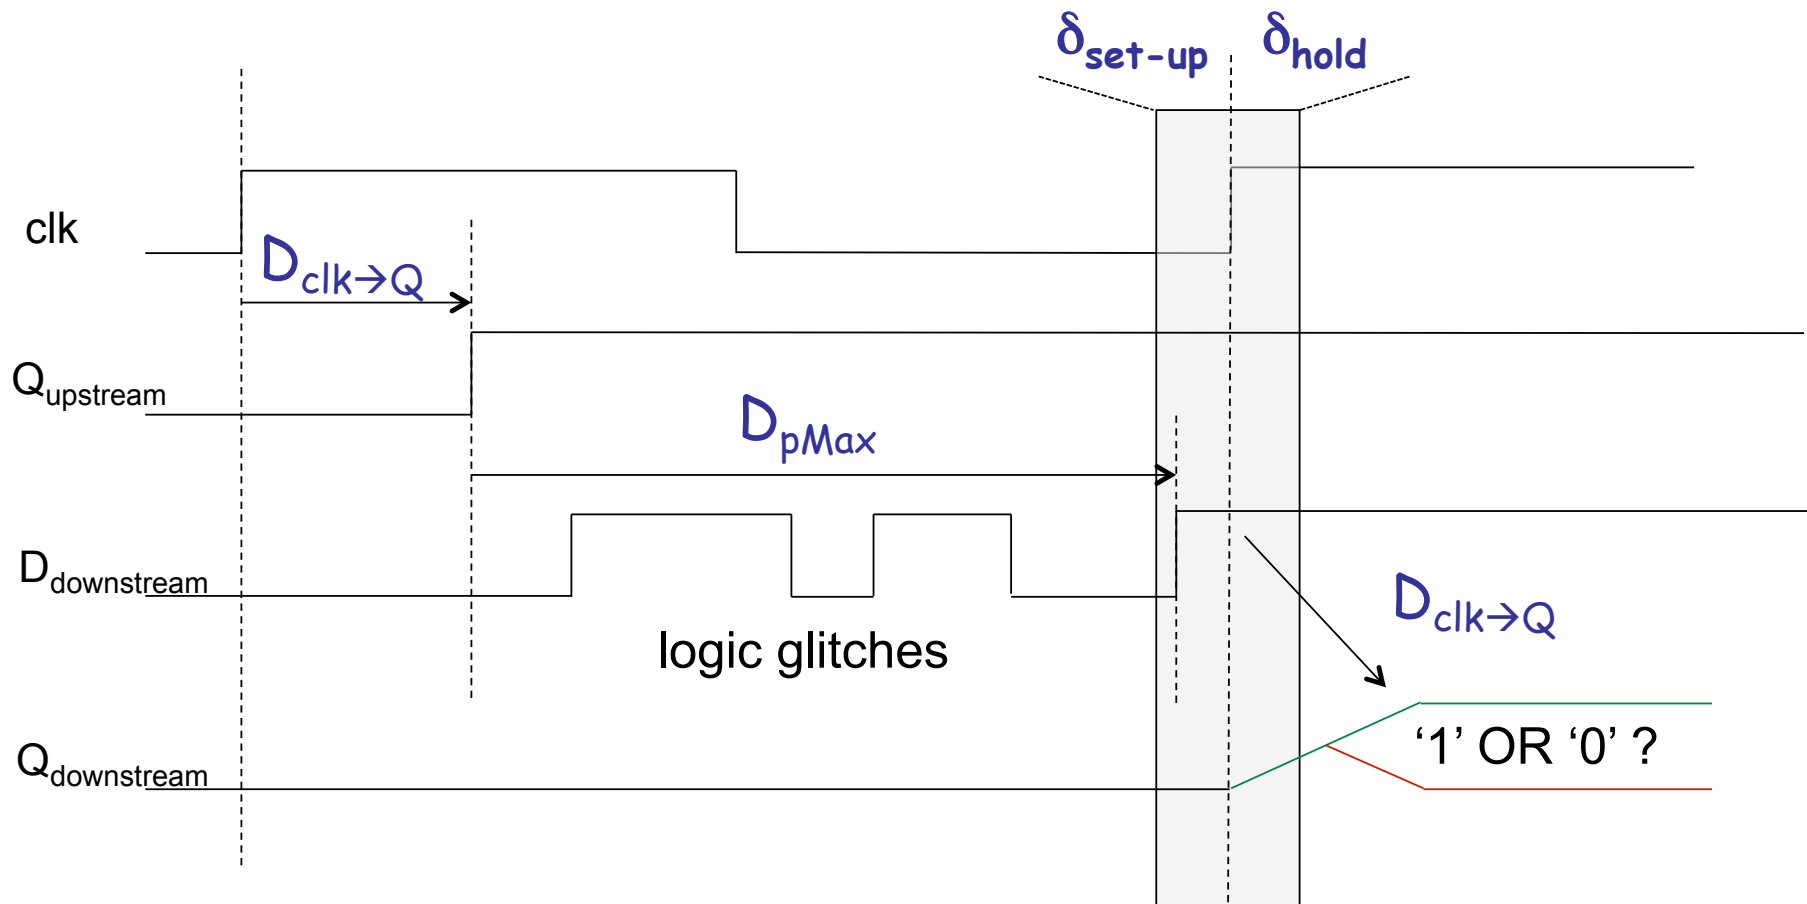 δset-up δhold
clk
Dclk→Q
Qupstream
DpMax
Ddownstream
Dclk→Q
logic glitches
Qdownstream
‘1’ OR ‘0’ ?